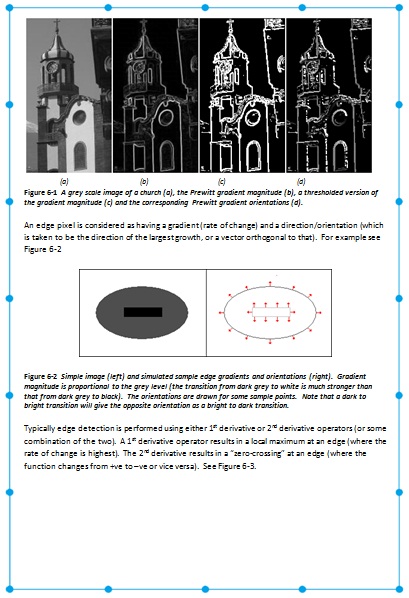 (a) (b) (c) (d)
Figure 6-1 A grey scale image of a church (a), the Prewitt gradient magnitude (b), a thresholded version of
the gradient magnitude (c) and the corresponding Prewitt gradient orientations (d).
An edge pixel is considered as having a gradient (rate of change) and a direction/orientation (which
is taken to be the direction of the largest growth, or a vector orthogonal to that). For example see
Figure 6-2
Figure 6-2 Simple image (left) and simulated sample edge gradients and orientations (right). Gradient
magnitude is proportional to the grey level (the transition from dark grey to white is much stronger than
that from dark grey to black). The orientations are drawn for some sample points. Note that a dark to
bright transition will give the opposite orientation as a bright to dark transition.
Typically edge detection is performed using either 1st derivative or 2nd derivative operators (or some
combination of the two). A 1st derivative operator results in a local maximum at an edge (where the
rate of change is highest). The 2nd derivative results in a "zero-crossing" at an edge (where the
function changes from +ve to –ve or vice versa). See Figure 6-3.